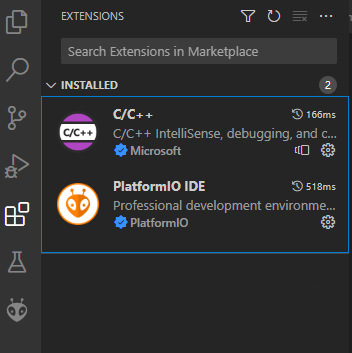 EXTENSIONS
Search Extensions in Marketplace
INSTALLED 2
C/C++ 166ms
C/C++
C/C++ IntelliSense, debugging, and c...
Microsoft
PlatformIO IDE 518ms
Professional development environme...
PlatformIO